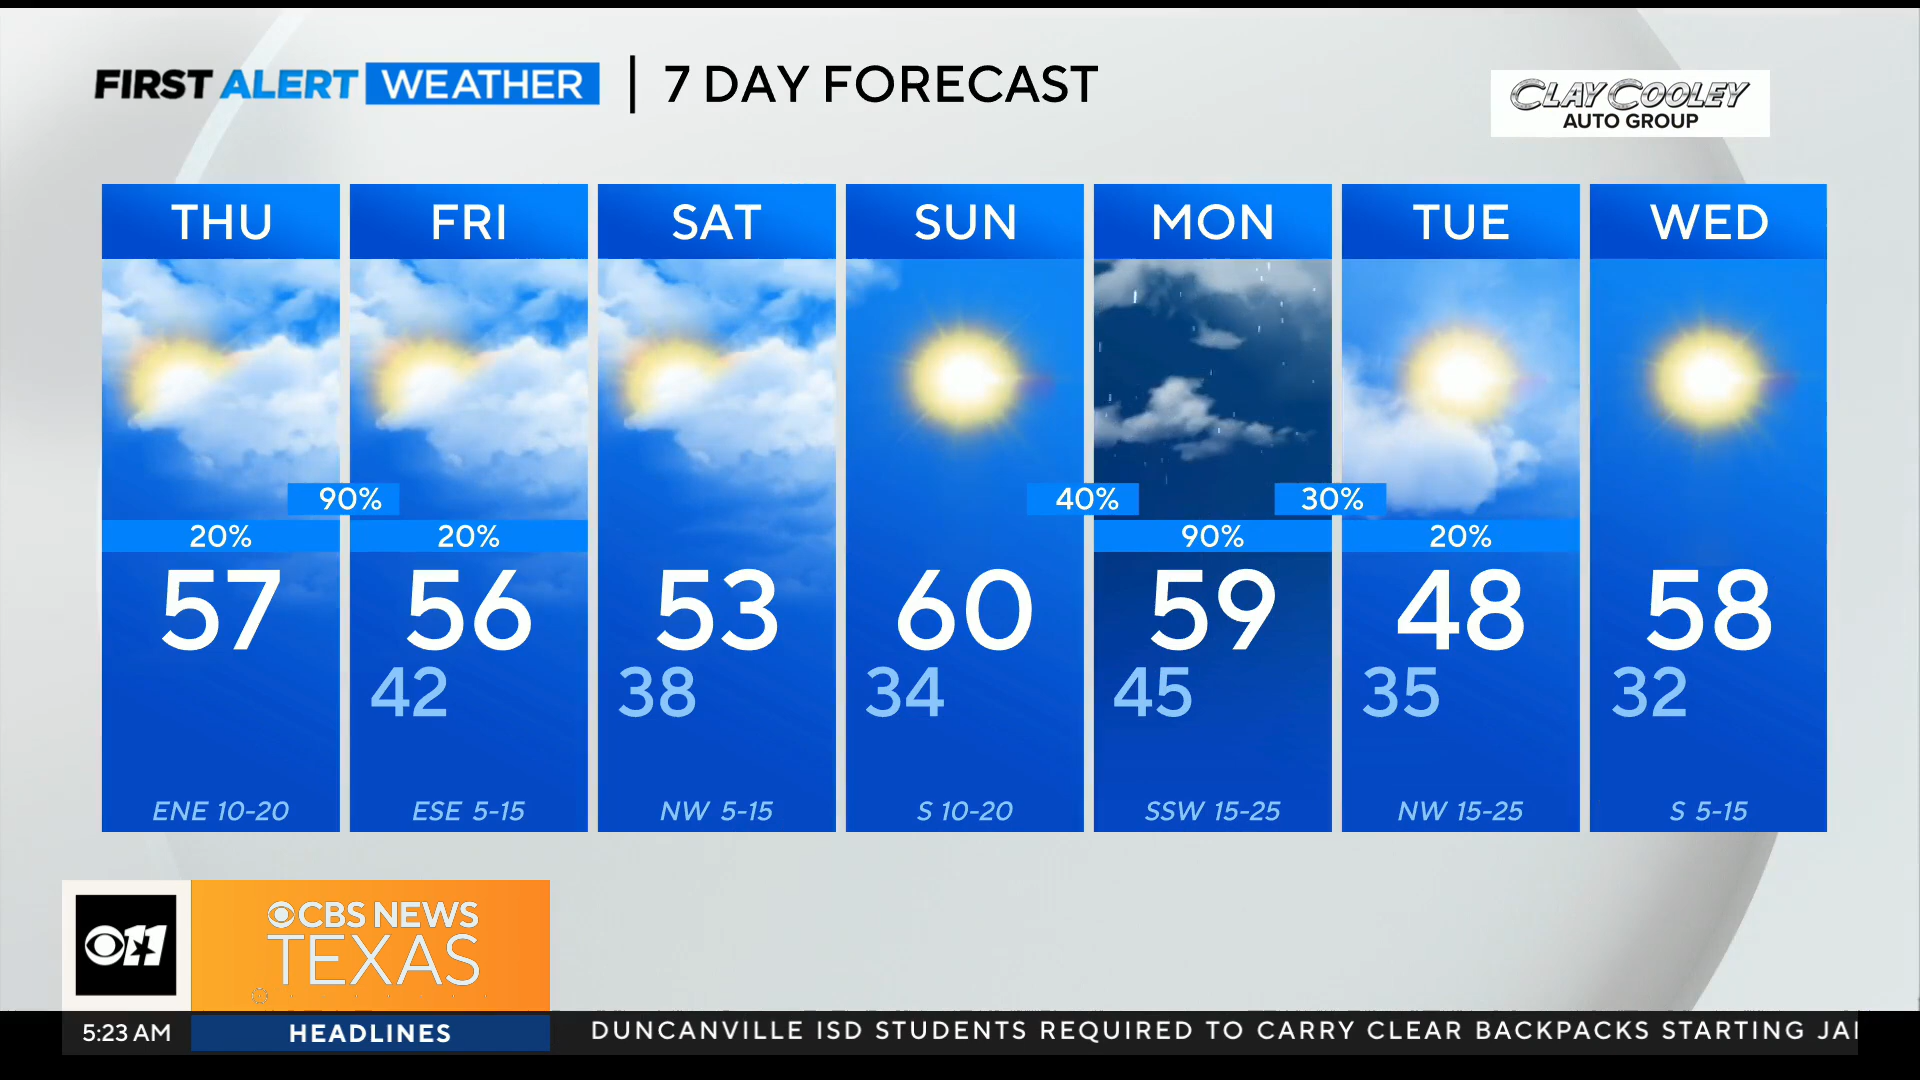 FIRST ALERT WEATHER | 7 DAY FORECAST
CLAY COOLEY
AUTO GROUP
THU FRI SAT SUN MON TUE WED
90% 40% 30%
20% 20% 90% 20%
57 56 53 60 59 48 58
42 38 34 45 35 32
ENE 10-20 ESE 5-15 NW 5-15 S 10-20 SSW 15-25 NW 15-25 S 5-15
11 CBS NEWS
TEXAS
5:23 AM HEADLINES DUNCANVILLE ISD STUDENTS REQUIRED TO CARRY CLEAR BACKPACKS STARTING JA